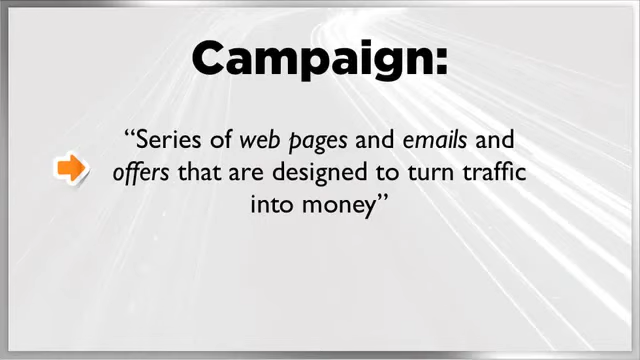 Campaign:
“Series of web pages and emails and
offers that are designed to turn traffic
into money”